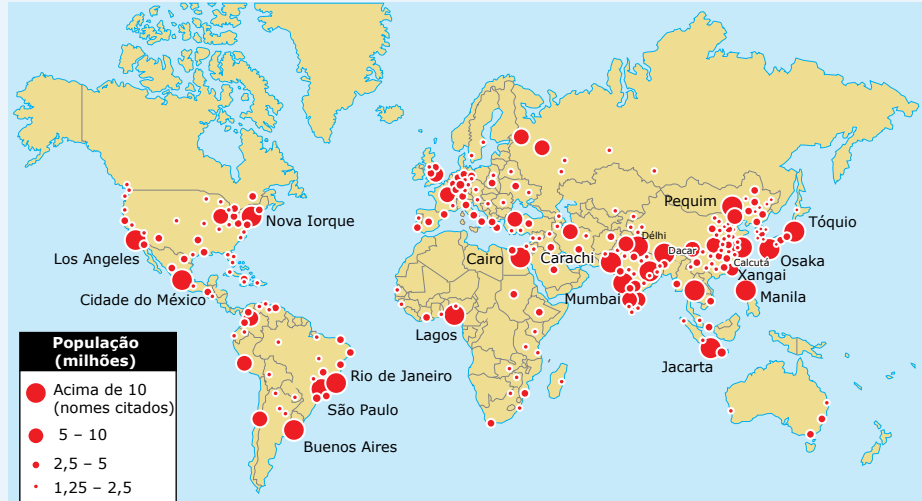 Nova Iorque
Los Angeles
Cidade do México
Cairo
Carachi
Délhi
Dacar
Pequim
Tóquio
Osaka
Calcutá
Xangai
Mumbai
Manila
Lagos
Jacarta
Rio de Janeiro
São Paulo
Buenos Aires
População
(milhões)
Acima de 10
(nomes citados)
5 – 10
2,5 – 5
1,25 – 2,5